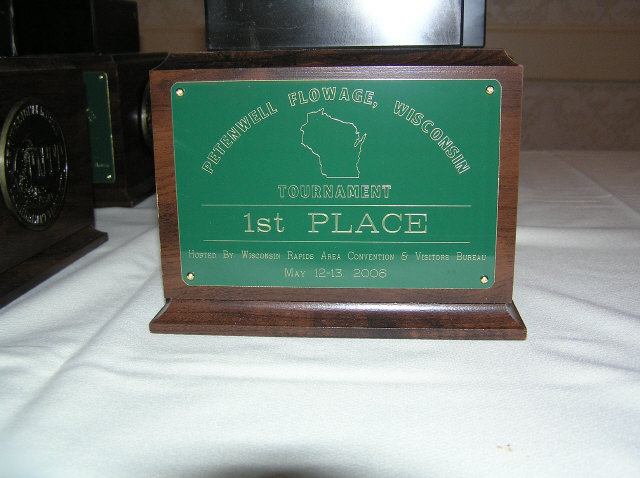 PETENWELL FLOWAGE, WISCONSIN
TOURNAMENT
1st PLACE
HOSTED BY WISCONSIN RAPIDS AREA CONVENTION & VISITORS BUREAU
MAY 12-13, 2006